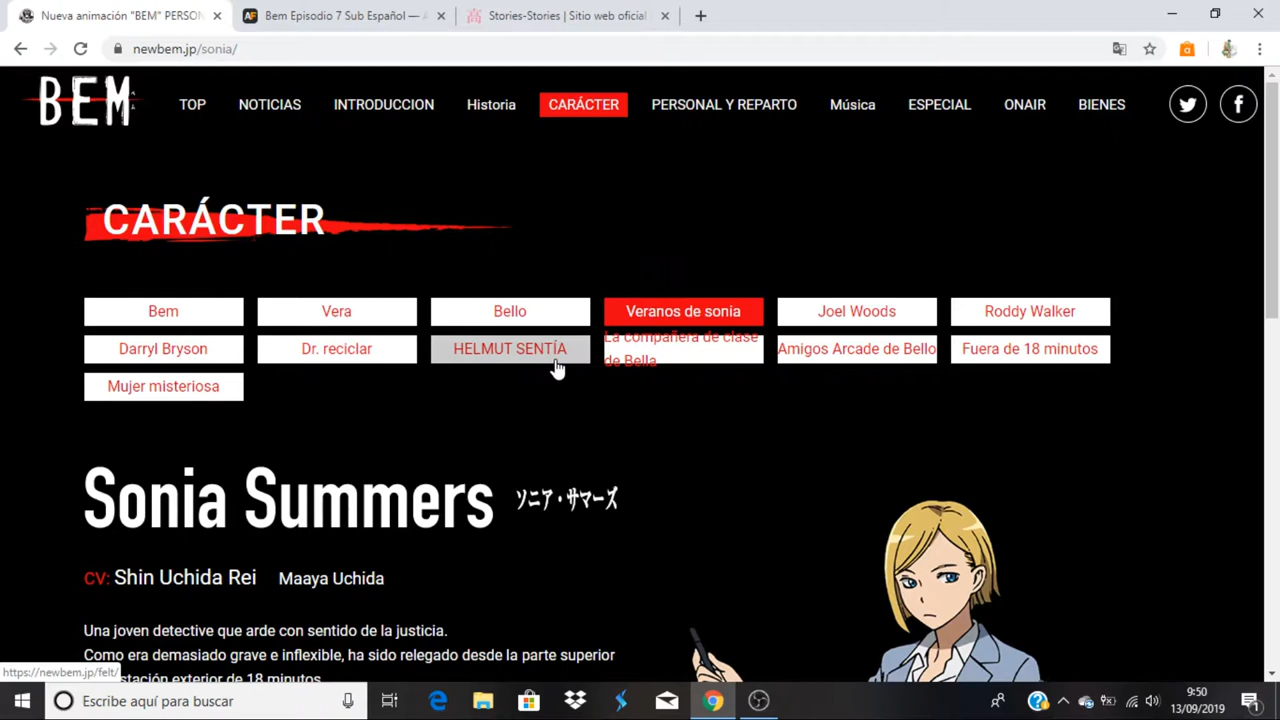 Nueva animación "BEM" PERSON
Bem Episodio 7 Sub Español — A
Stories-Stories | Sitio web oficial
newbem.jp/sonia/
BEM
TOP
NOTICIAS
INTRODUCCION
Historia
CARÁCTER
PERSONAL Y REPARTO
Música
ESPECIAL
ONAIR
BIENES
CARÁCTER
Bem
Vera
Bello
Veranos de sonia
Joel Woods
Roddy Walker
Darryl Bryson
Dr. reciclar
HELMUT SENTÍA
La compañera de clase
de Bella
Amigos Arcade de Bello
Fuera de 18 minutos
Mujer misteriosa
Sonia Summers ソニア・サマーズ
CV: Shin Uchida Rei Maaya Uchida
Una joven detective que arde con sentido de la justicia.
Como era demasiado grave e inflexible, ha sido relegado desde la parte superior
stación exterior de 18 minutos
https://newbem.jp/felt/
Escribe aquí para buscar
9:50
13/09/2019